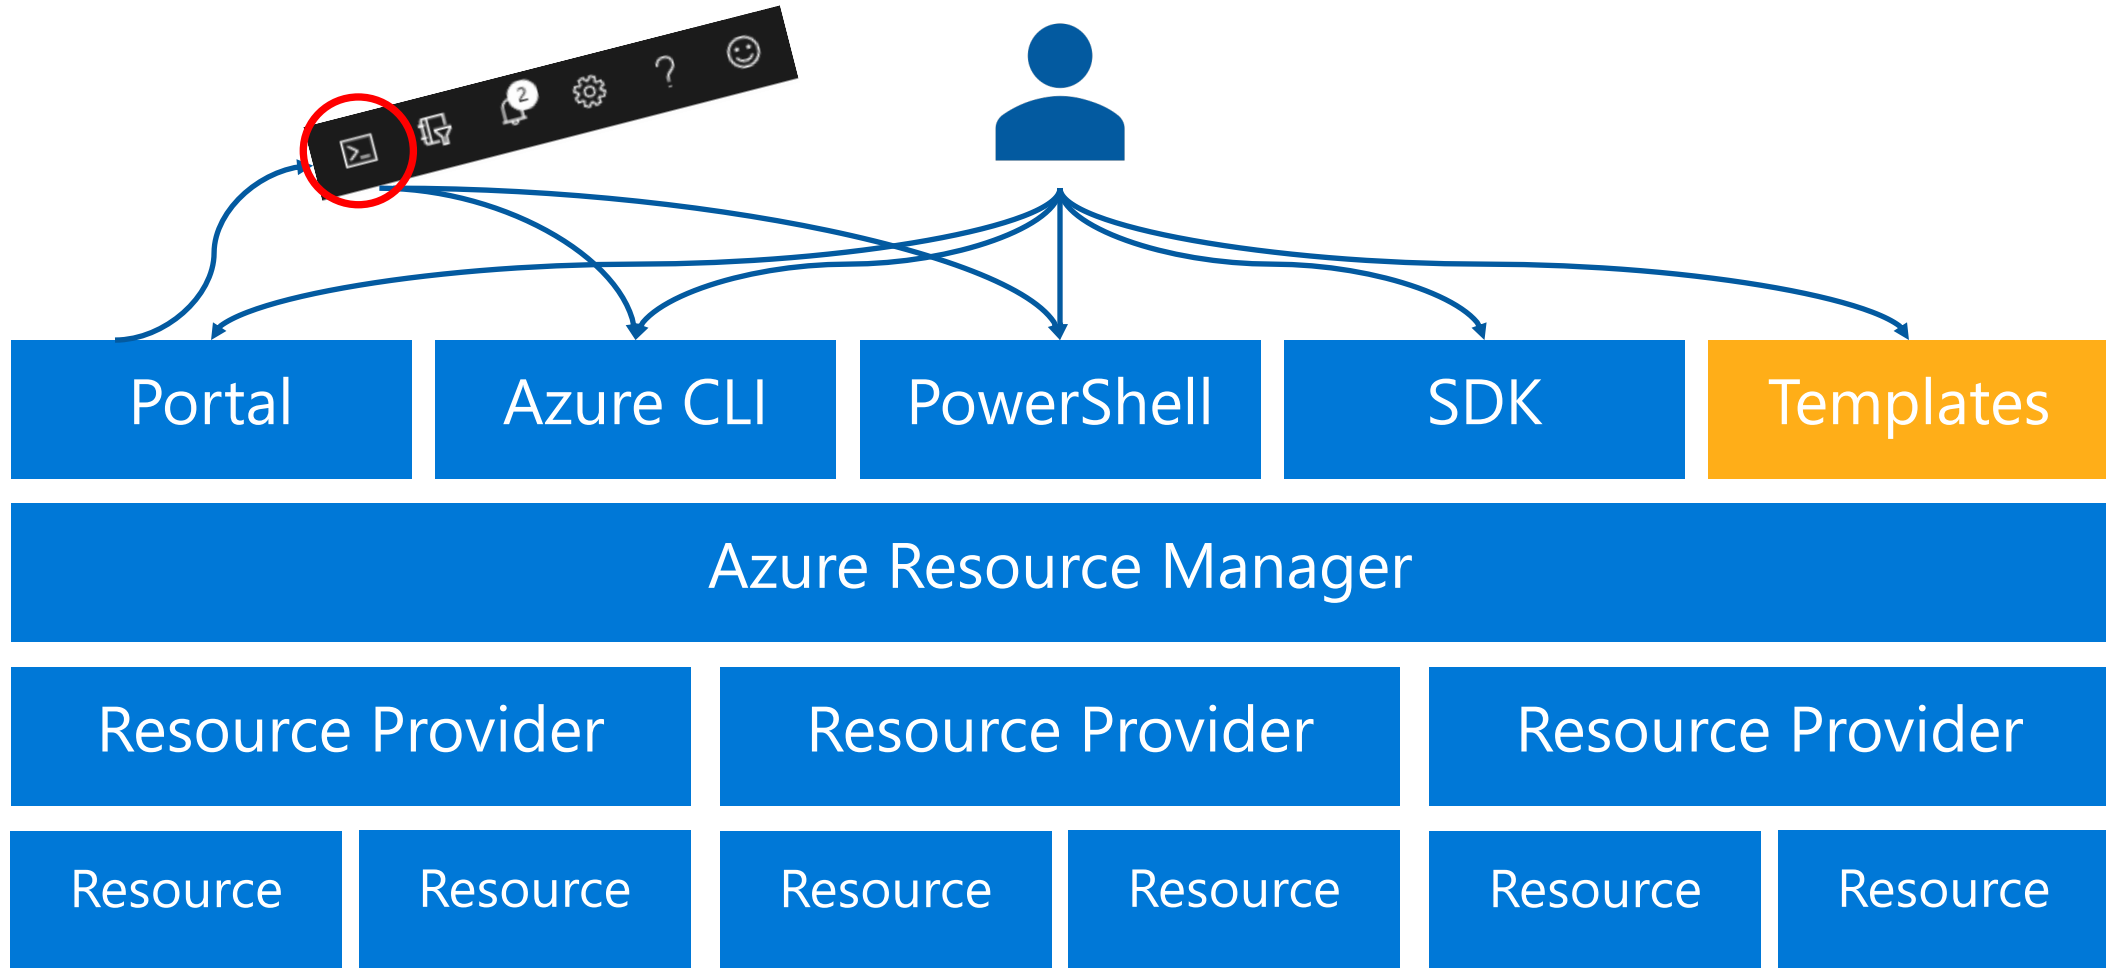 2
Portal
Azure CLI
PowerShell
SDK
Templates
Azure Resource Manager
Resource Provider
Resource Provider
Resource Provider
Resource
Resource
Resource
Resource
Resource
Resource